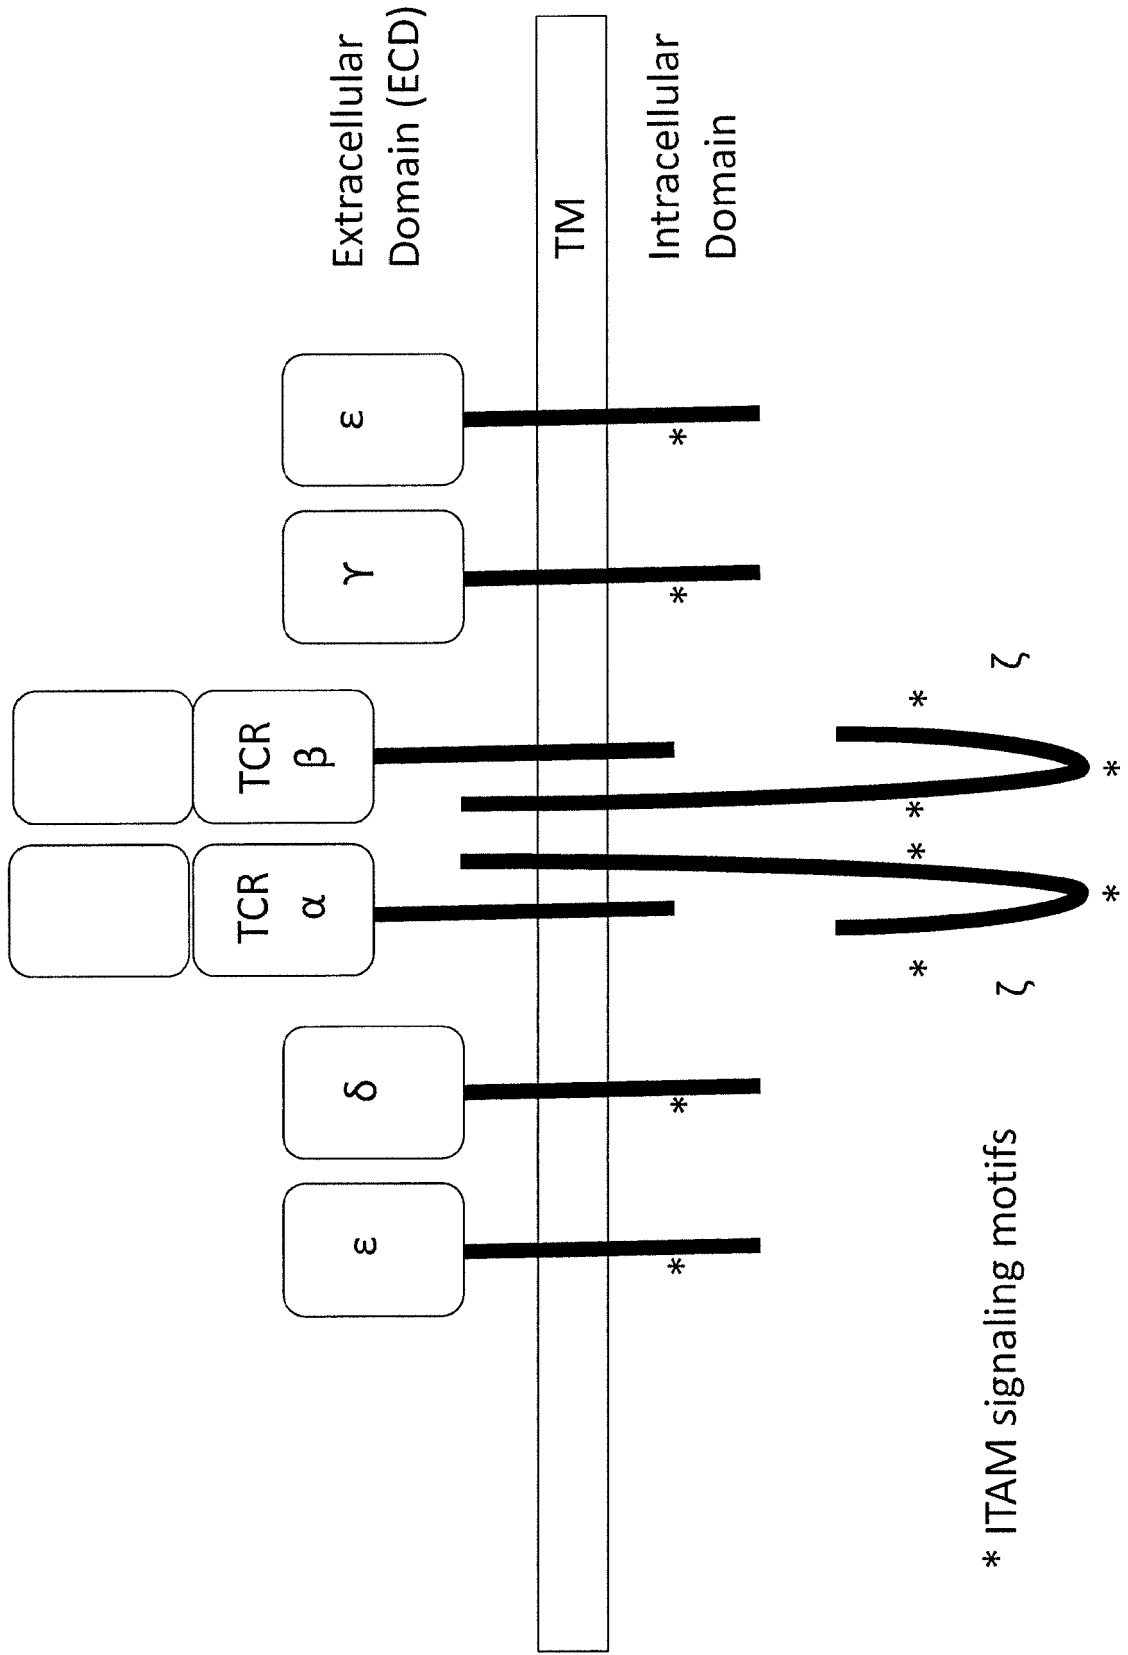 Extracellular
Domain (ECD)
TM
Intracellular
Domain
TCR
α
TCR
β
ε
δ
γ
ε
*
*
*
*
*
*
*
*
*
*
ζ
ζ
* ITAM signaling motifs